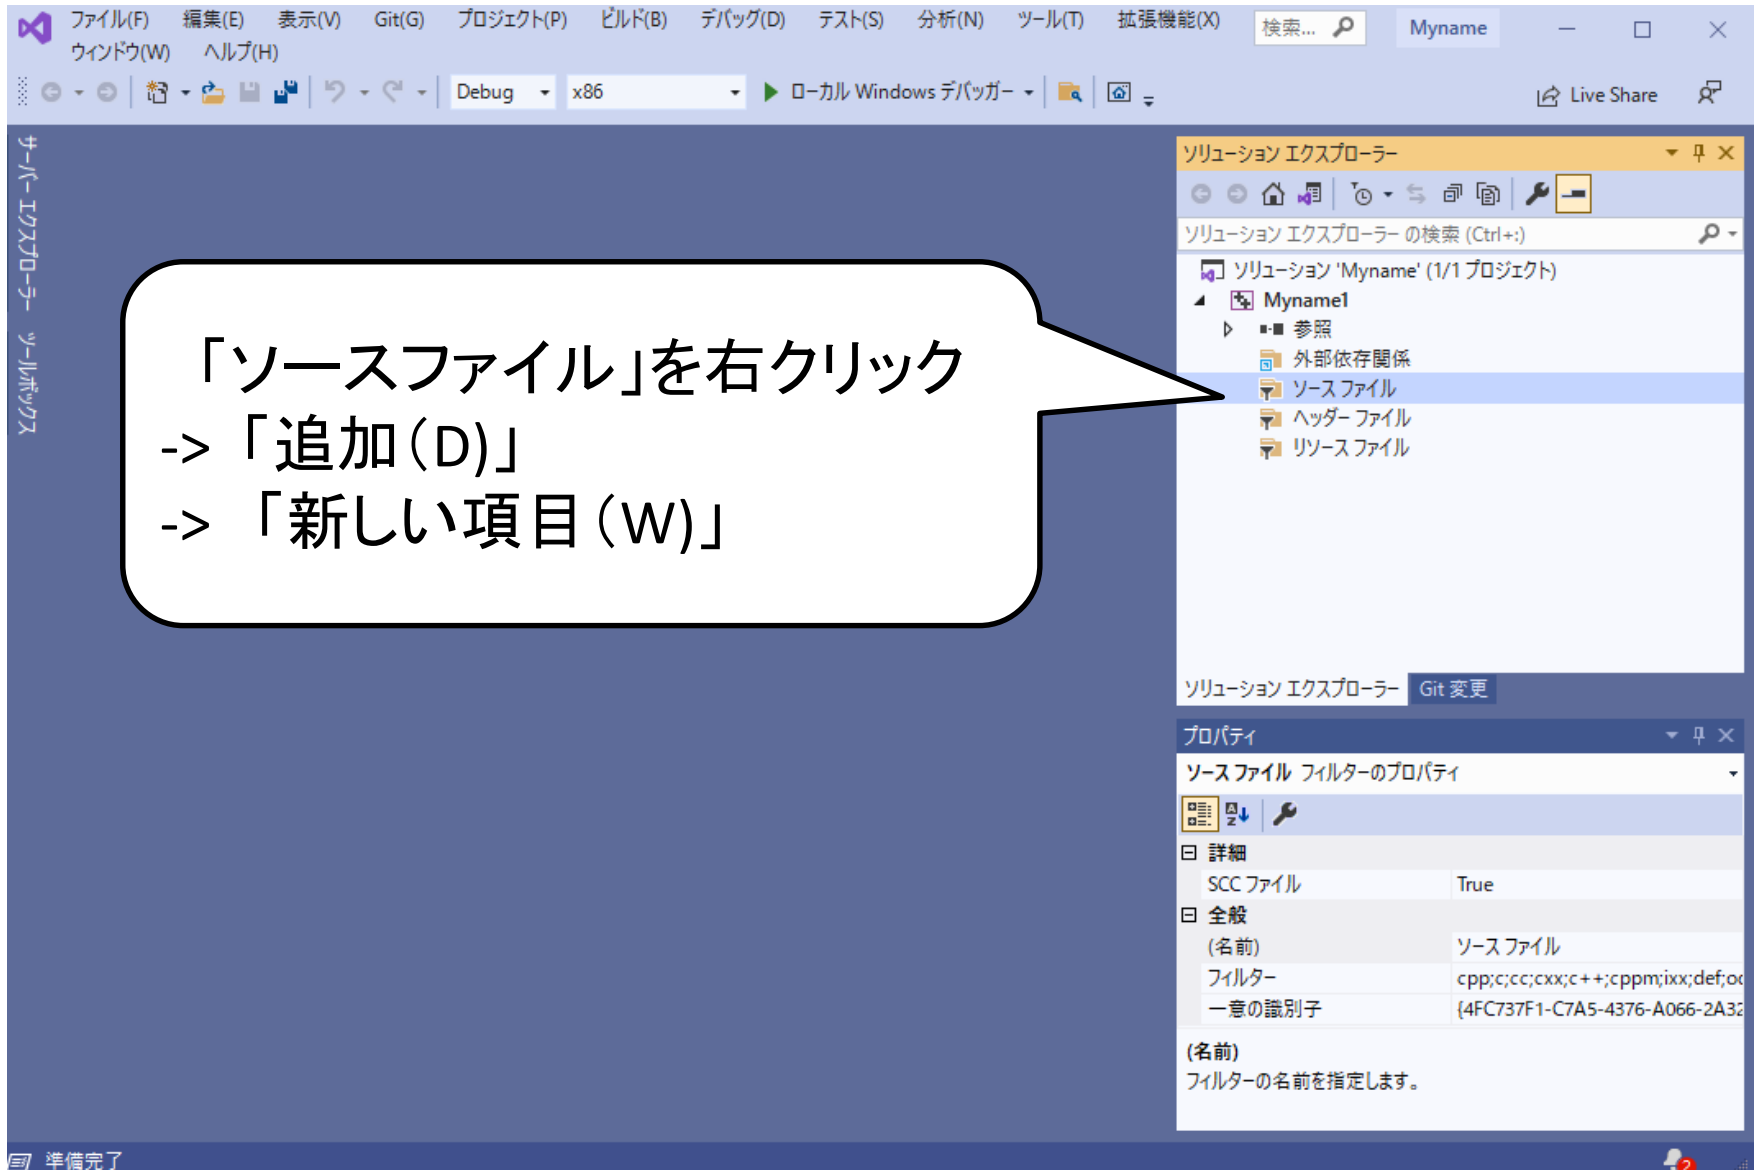 ファイル(F) 編集(E) 表示(V) Git(G) プロジェクト(P) ビルド(B) デバッグ(D) テスト(S) 分析(N) ツール(T) 拡張機能(X) 検索... Myname
ウィンドウ(W) ヘルプ(H)
Debug x86 ローカル Windows デバッガー Live Share
サーバー エクスプローラー
ツールボックス
ソリューション エクスプローラー
ソリューション エクスプローラー の検索 (Ctrl+:)
ソリューション 'Myname' (1/1 プロジェクト)
Myname1
参照
外部依存関係
ソース ファイル
ヘッダー ファイル
リソース ファイル
「ソースファイル」を右クリック
->「追加(D)」
-> 「新しい項目(W)」
ソリューション エクスプローラー Git 変更
プロパティ
ソース ファイル フィルターのプロパティ
詳細
SCC ファイル True
全般
(名前) ソース ファイル
フィルター cpp;c;cc;cxx;c++;cppm;ixx;def;oc
一意の識別子 {4FC737F1-C7A5-4376-A066-2A32
(名前)
フィルターの名前を指定します。
準備完了 2